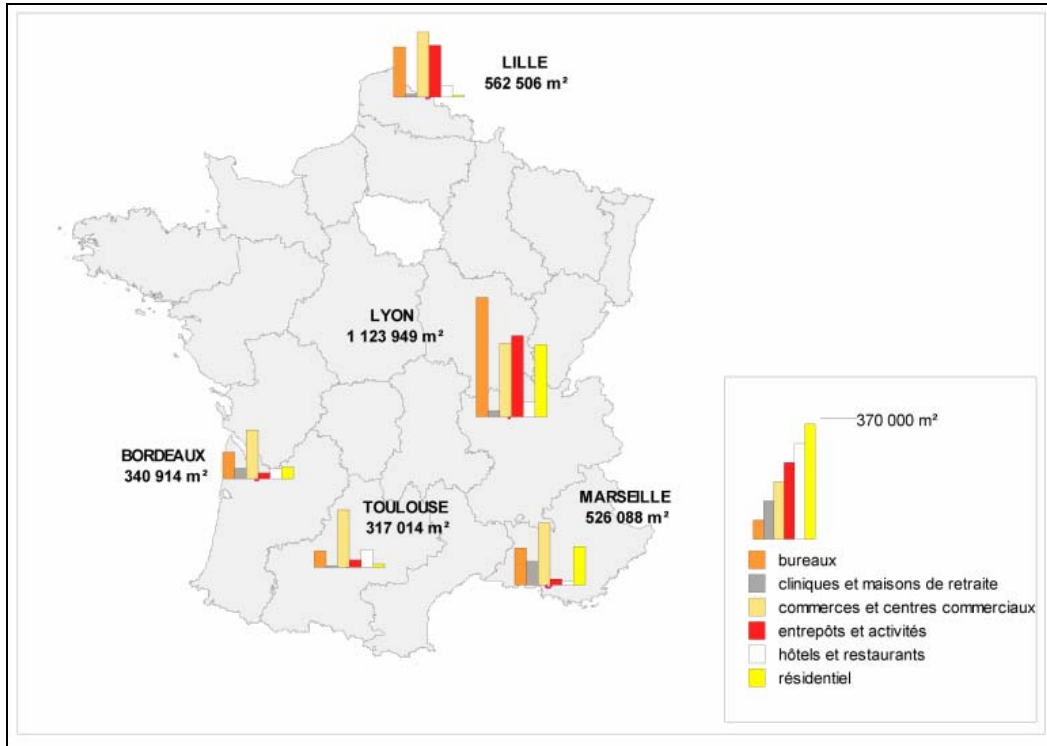 LILLE
562 506 m²
LYON
1 123 949 m²
BORDEAUX
340 914 m²
TOULOUSE
317 014 m²
MARSEILLE
526 088 m²
370 000 m²
bureaux
cliniques et maisons de retraite
commerces et centres commerciaux
entrepôts et activités
hôtels et restaurants
résidentiel